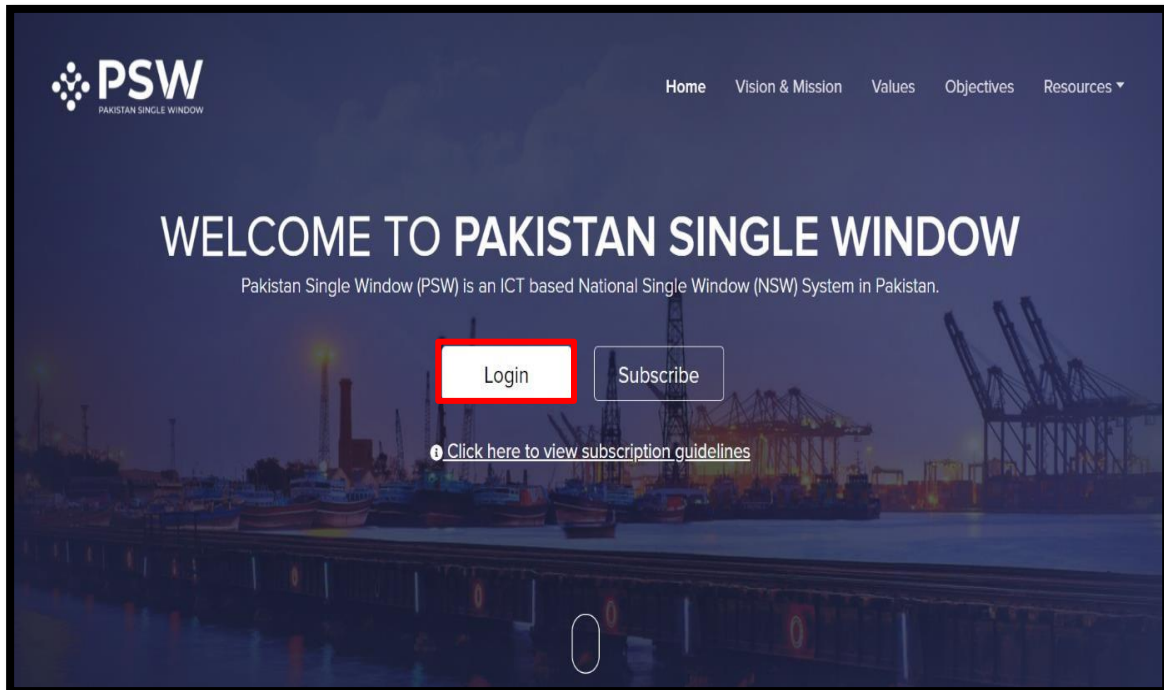 PSW
PAKISTAN SINGLE WINDOW
Home Vision & Mission Values Objectives Resources
WELCOME TO PAKISTAN SINGLE WINDOW
Pakistan Single Window (PSW) is an ICT based National Single Window (NSW) System in Pakistan.
Login Subscribe
Click here to view subscription guidelines